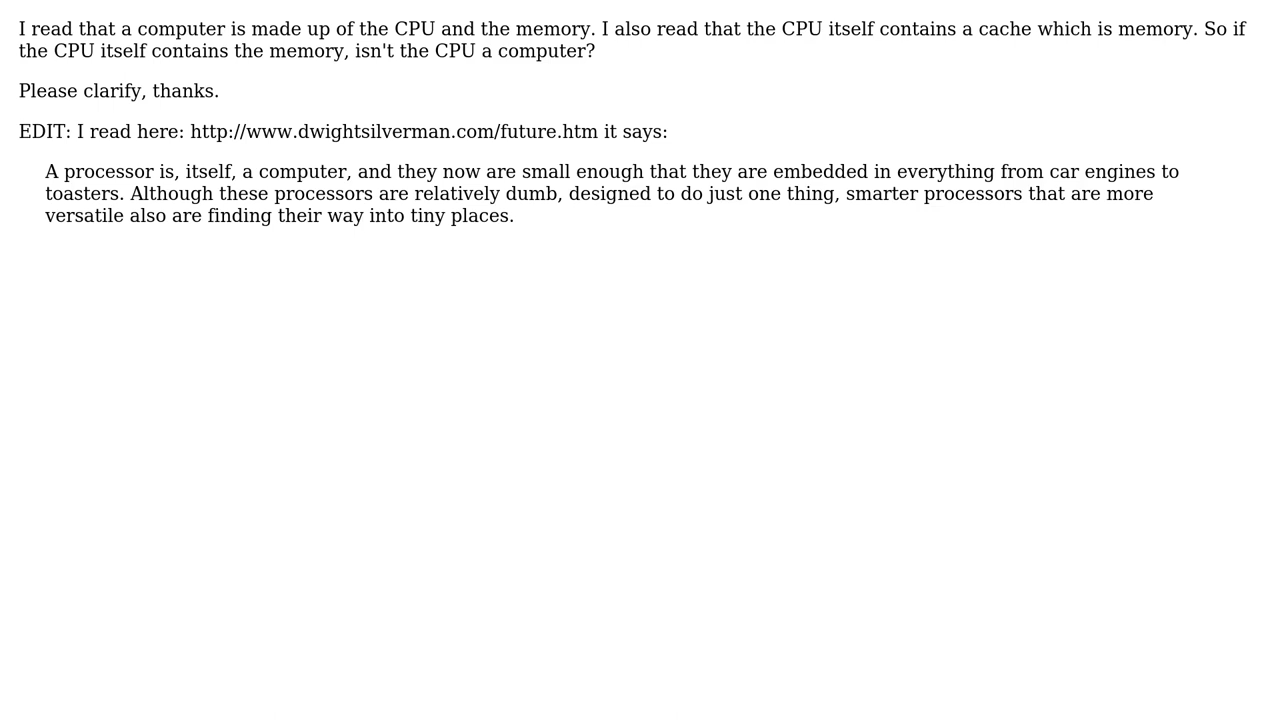 I read that a computer is made up of the CPU and the memory. I also read that the CPU itself contains a cache which is memory. So if
the CPU itself contains the memory, isn't the CPU a computer?
Please clarify, thanks.
EDIT: I read here: http://www.dwightsilverman.com/future.htm it says:
A processor is, itself, a computer, and they now are small enough that they are embedded in everything from car engines to
toasters. Although these processors are relatively dumb, designed to do just one thing, smarter processors that are more
versatile also are finding their way into tiny places.